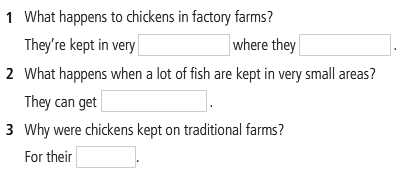 1 What happens to chickens in factory farms?
They're kept in very where they .
2 What happens when a lot of fish are kept in very small areas?
They can get .
3 Why were chickens kept on traditional farms?
For their .